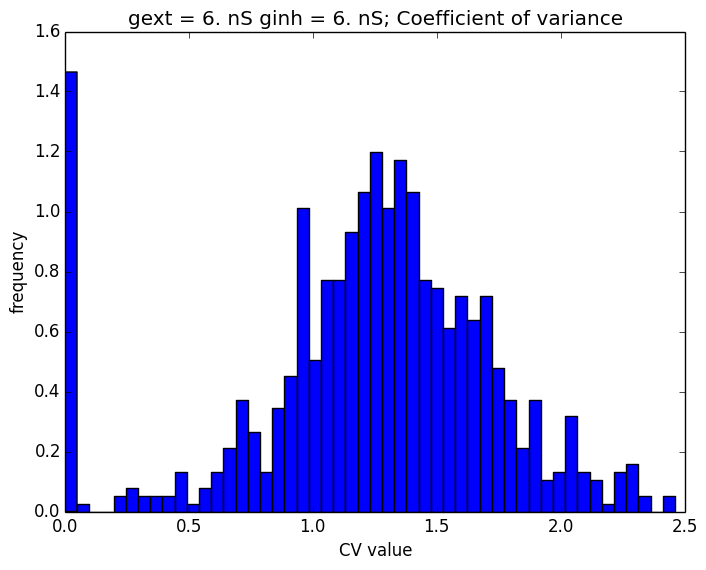 gext = 6. nS ginh = 6. nS; Coefficient of variance
1.6
1.4
1.2
1.0
0.8
0.6
0.4
0.2
0.0
frequency
0.0 0.5 1.0 1.5 2.0 2.5
CV value